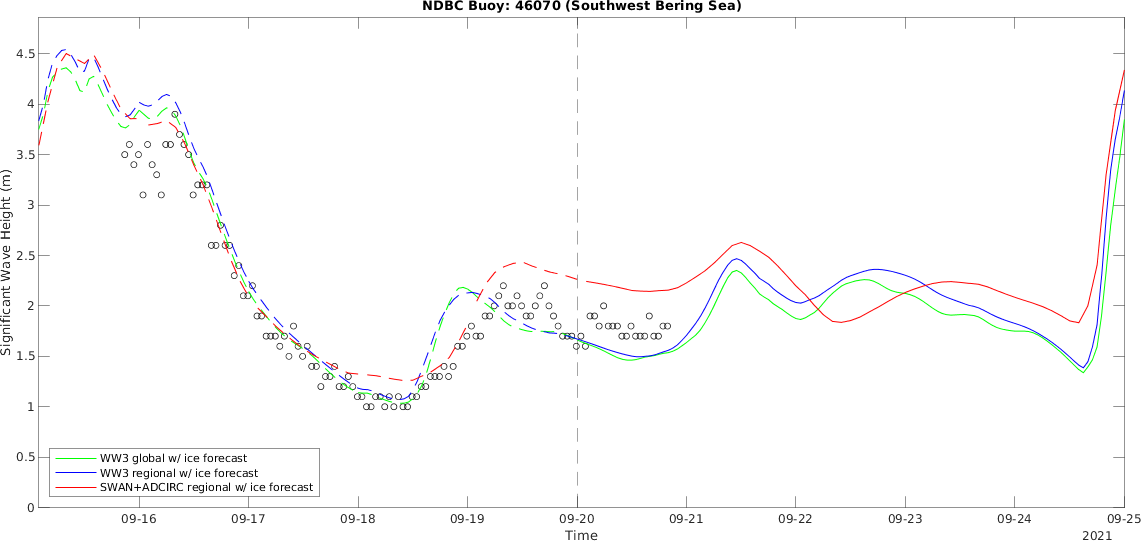 NDBC Buoy: 46070 (Southwest Bering Sea)
Significant Wave Height (m)
4.5
4
3.5
3
2.5
2
1.5
1
0.5
0
WW3 global w/ ice forecast
WW3 regional w/ ice forecast
SWAN+ADCIRC regional w/ ice forecast
09-16 09-17 09-18 09-19 09-20 09-21 09-22 09-23 09-24 09-25
Time
2021